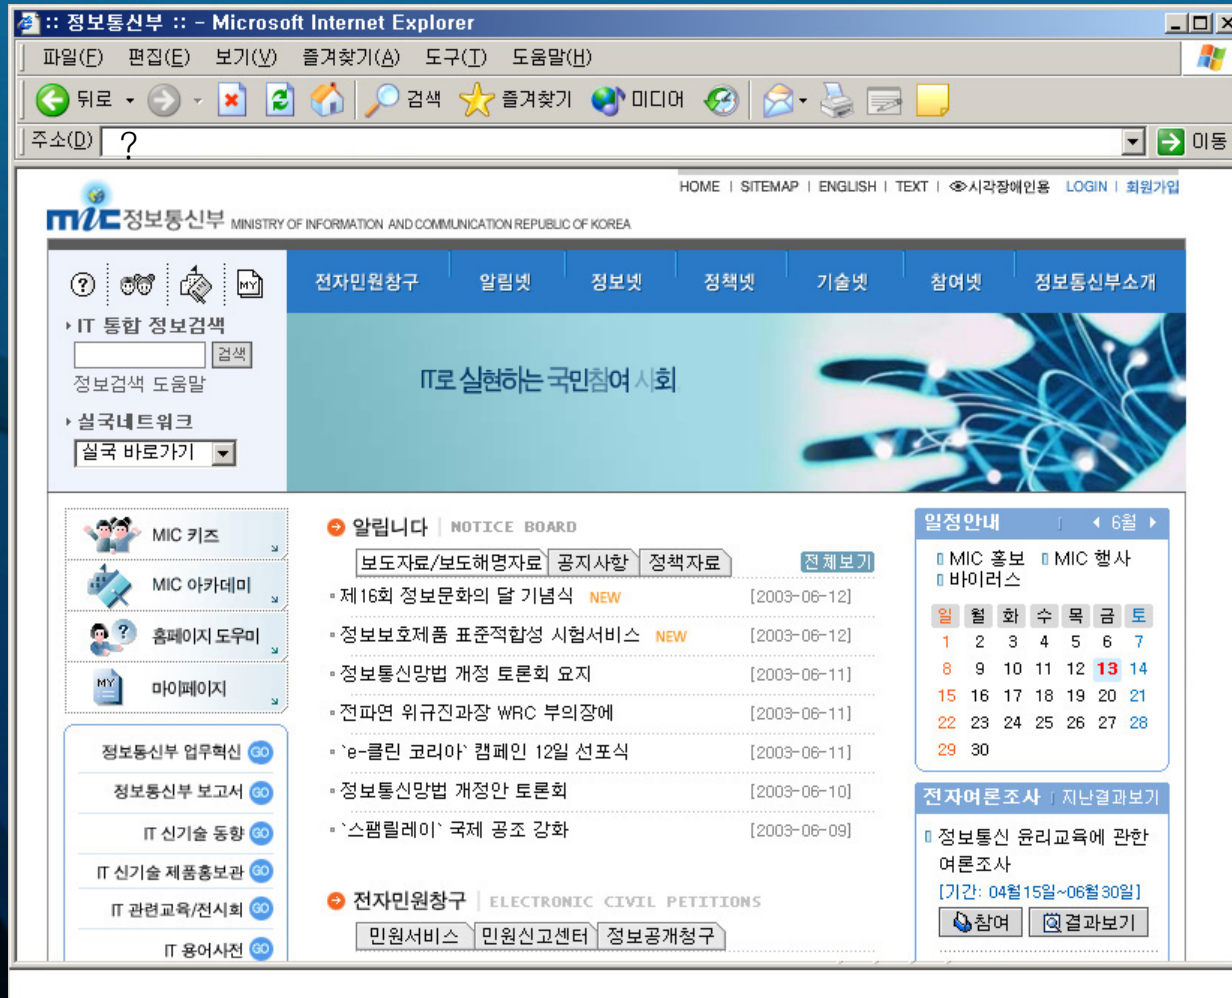 :: 정보통신부 :: - Microsoft Internet Explorer
파일(F) 편집(E) 보기(V) 즐겨찾기(A) 도구(T) 도움말(H)
뒤로 검색 즐겨찾기 미디어
주소(D) ? 이동
HOME | SITEMAP | ENGLISH | TEXT | 시각장애인용 LOGIN | 회원가입
mic 정보통신부 MINISTRY OF INFORMATION AND COMMUNICATION REPUBLIC OF KOREA
? MY
전자민원창구 알림넷 정보넷 정책넷 기술넷 참여넷 정보통신부소개
IT 통합 정보검색
검색
정보검색 도움말
실국네트워크
실국 바로가기
IT로 실현하는 국민참여 사회
MIC 키즈
MIC 아카데미
? 홈페이지 도우미
MY 마이페이지
정보통신부 업무혁신 GO
정보통신부 보고서 GO
IT 신기술 동향 GO
IT 신기술 제품홍보관 GO
IT 관련교육/전시회 GO
IT 용어사전 GO
알립니다 | NOTICE BOARD
보도자료/보도해명자료 공지사항 정책자료 전체보기
제16회 정보문화의 달 기념식 NEW [2003-06-12]
정보보호제품 표준적합성 시험서비스 NEW [2003-06-12]
정보통신망법 개정 토론회 요지 [2003-06-11]
전파연 위규진과장 WRC 부의장에 [2003-06-11]
`e-클린 코리아` 캠페인 12일 선포식 [2003-06-11]
정보통신망법 개정안 토론회 [2003-06-10]
`스팸릴레이` 국제 공조 강화 [2003-06-09]
전자민원창구 | ELECTRONIC CIVIL PETITIONS
민원서비스 민원신고센터 정보공개청구
일정안내 6월
MIC 홍보 MIC 행사
바이러스
일 월 화 수 목 금 토
1 2 3 4 5 6 7
8 9 10 11 12 13 14
15 16 17 18 19 20 21
22 23 24 25 26 27 28
29 30
전자여론조사 지난결과보기
정보통신 윤리교육에 관한
여론조사
[기간: 04월15일~06월30일]
참여 결과보기